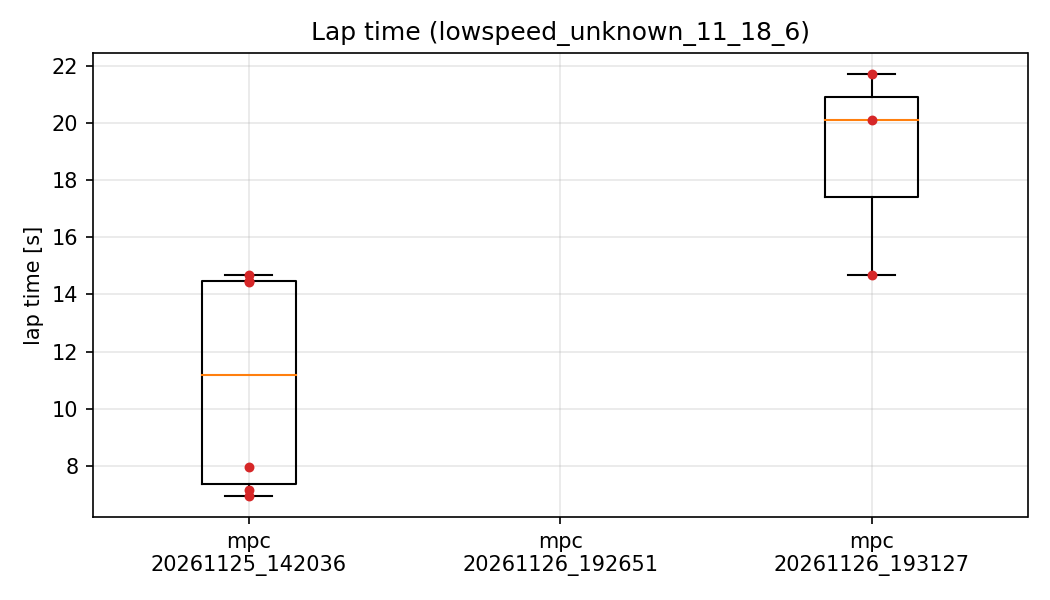 Lap time (lowspeed_unknown_11_18_6)
lap time [s]
22
20
18
16
14
12
10
8
mpc
20261125_142036
mpc
20261126_192651
mpc
20261126_193127